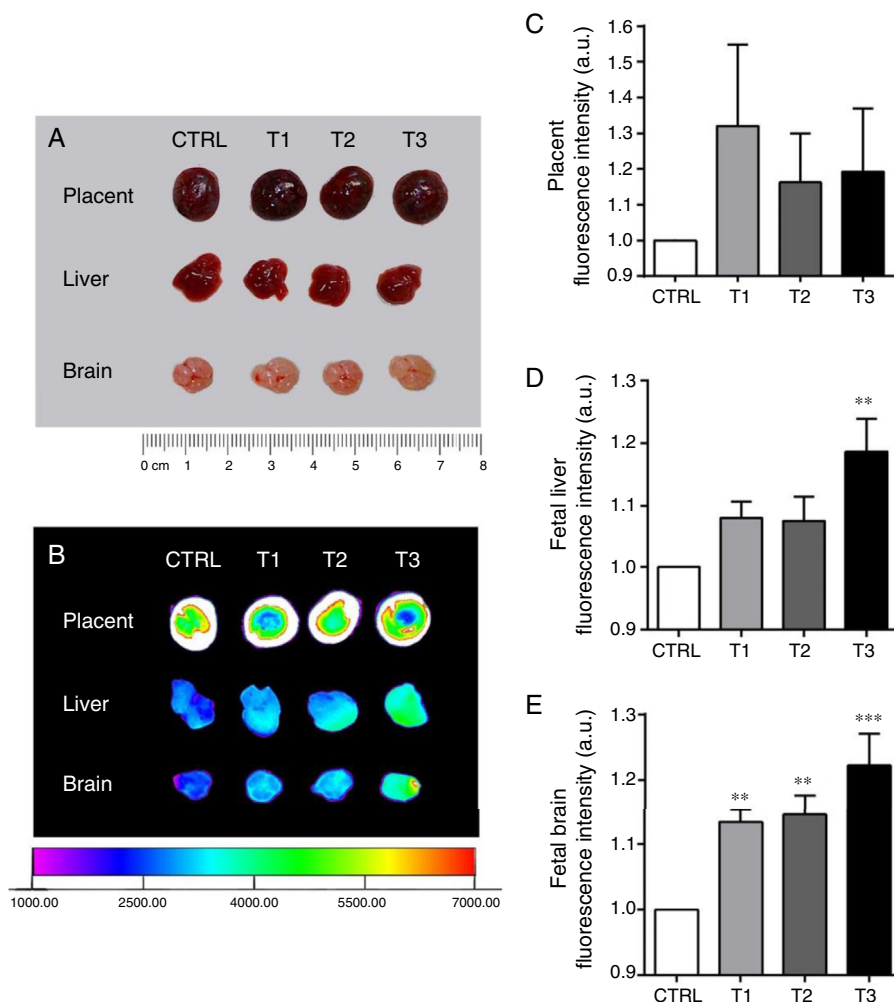 A
CTRL T1 T2 T3
Placent
Liver
Brain
0 cm 1 2 3 4 5 6 7 8
B
CTRL T1 T2 T3
Placent
Liver
Brain
1000.00 2500.00 4000.00 5500.00 7000.00
C
Placent
fluorescence intensity (a.u.)
1.6
1.5
1.4
1.3
1.2
1.1
1.0
0.9
CTRL T1 T2 T3
D
Fetal liver
fluorescence intensity (a.u.)
1.3
1.2
1.1
1.0
0.9
**
CTRL T1 T2 T3
E
Fetal brain
fluorescence intensity (a.u.)
1.3
1.2
1.1
1.0
0.9
** ** ***
CTRL T1 T2 T3